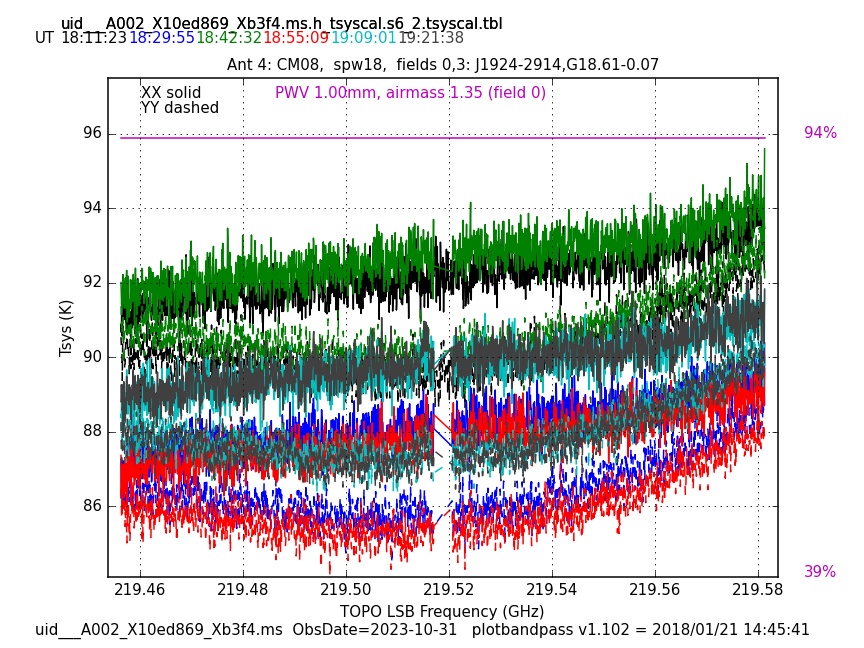 uid___A002_X10ed869_Xb3f4.ms.h_tsyscal.s6_2.tsyscal.tbl
UT 18:11:23 18:29:55 18:42:32 18:55:09 19:09:01 19:21:38
Ant 4: CM08,  spw18,  fields 0,3: J1924-2914,G18.61-0.07
XX solid
YY dashed
PWV 1.00mm, airmass 1.35 (field 0)
94%
96
94
92
90
88
86
39%
Tsys (K)
219.46 219.48 219.50 219.52 219.54 219.56 219.58
TOPO LSB Frequency (GHz)
uid___A002_X10ed869_Xb3f4.ms  ObsDate=2023-10-31   plotbandpass v1.102 = 2018/01/21 14:45:41